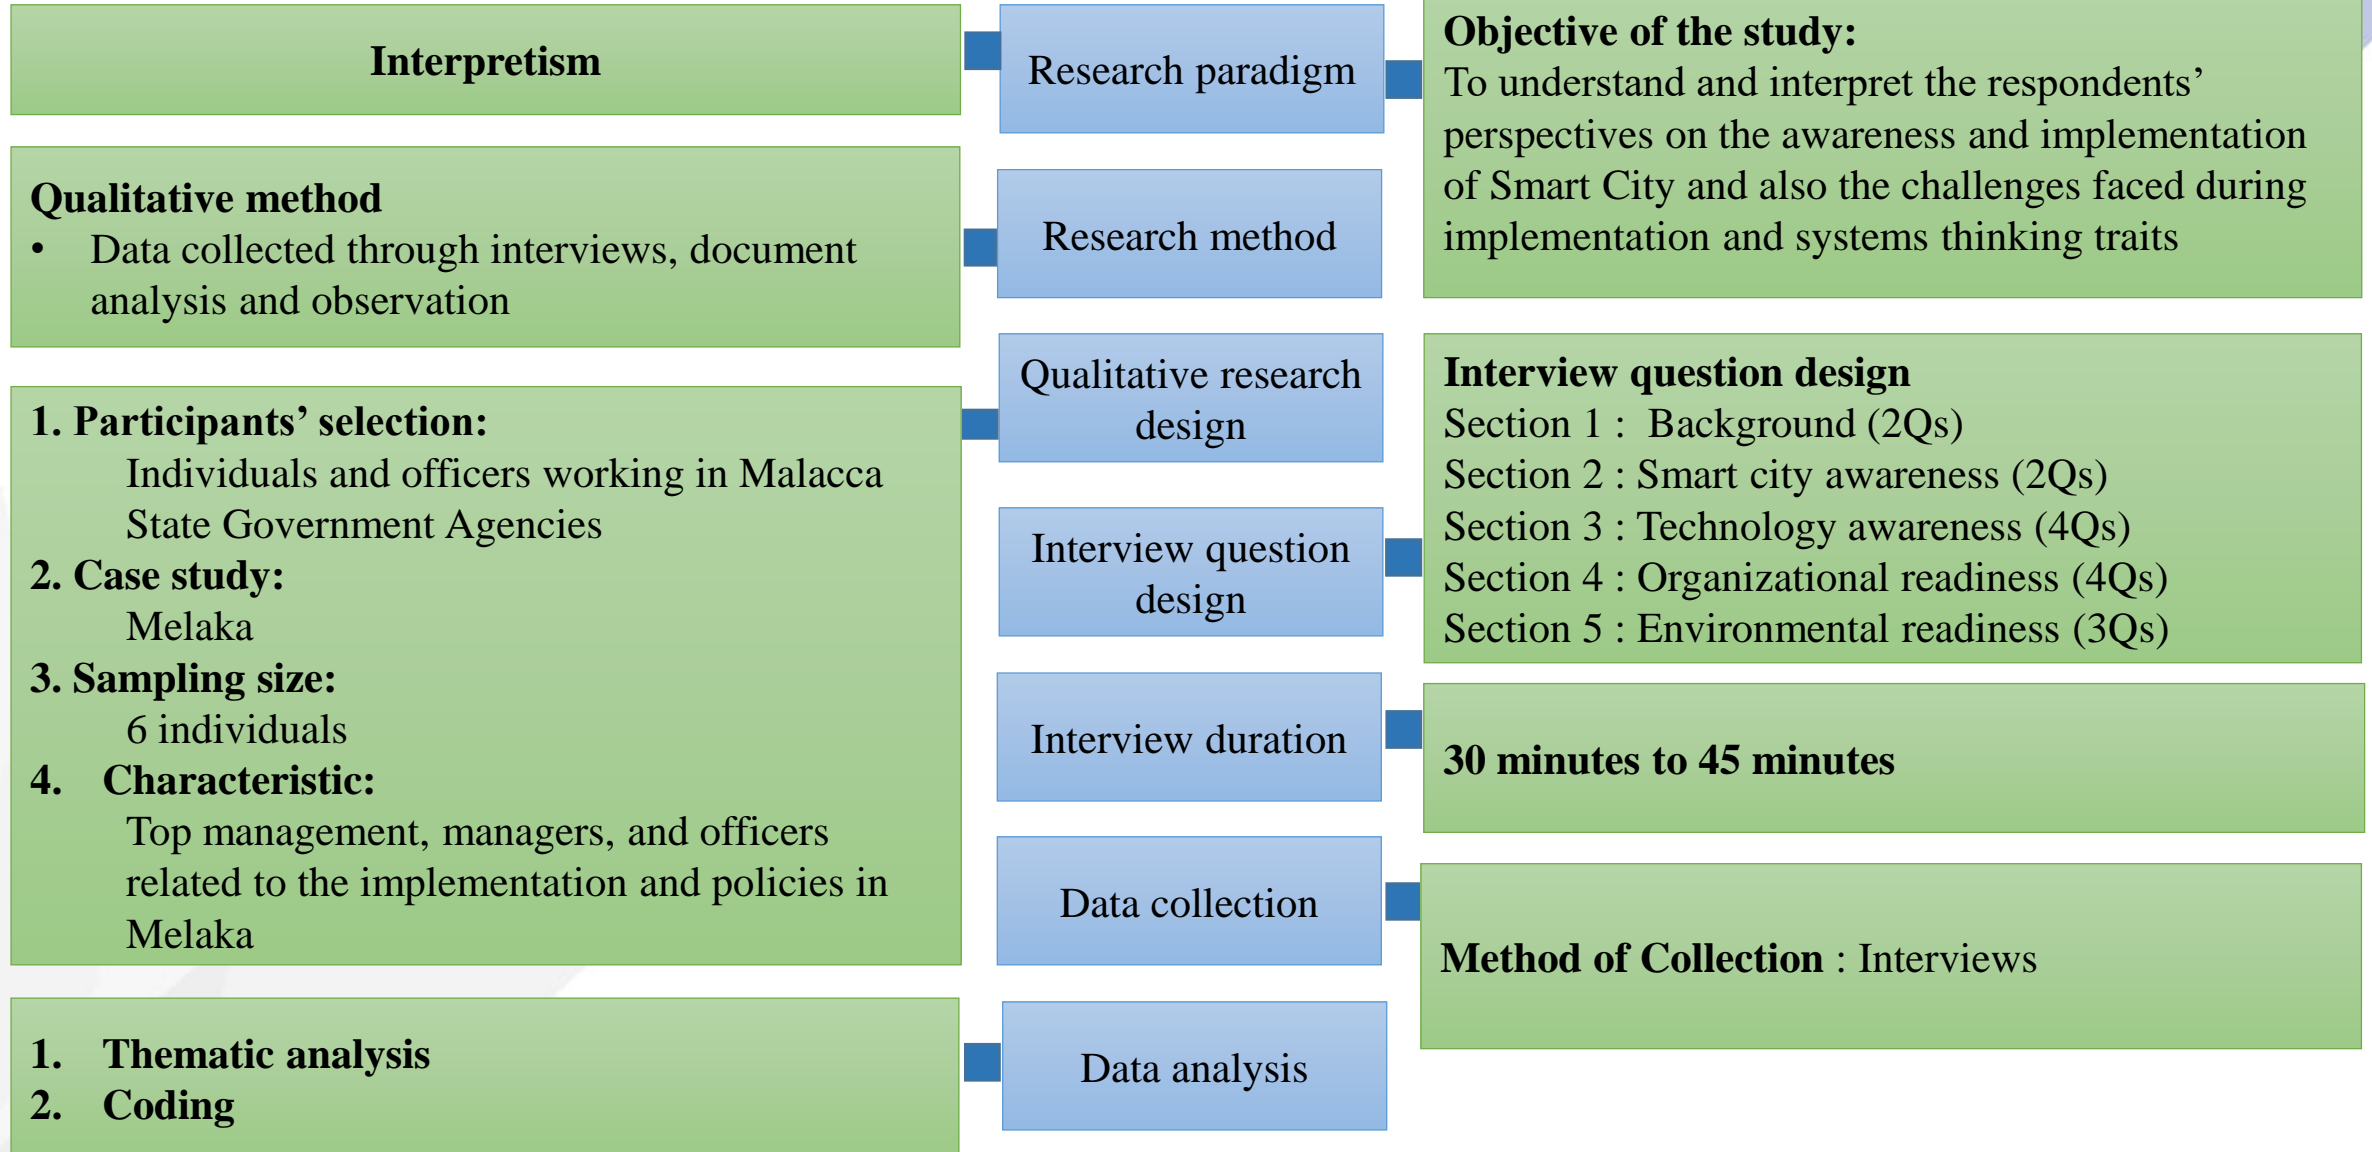 Interpretism
Research paradigm
Objective of the study:
To understand and interpret the respondents’
perspectives on the awareness and implementation
of Smart City and also the challenges faced during
implementation and systems thinking traits
Qualitative method
• Data collected through interviews, document
analysis and observation
Research method
1. Participants’ selection:
Individuals and officers working in Malacca
State Government Agencies
2. Case study:
Melaka
3. Sampling size:
6 individuals
4. Characteristic:
Top management, managers, and officers
related to the implementation and policies in
Melaka
Qualitative research
design
Interview question
design
Interview question design
Section 1 : Background (2Qs)
Section 2 : Smart city awareness (2Qs)
Section 3 : Technology awareness (4Qs)
Section 4 : Organizational readiness (4Qs)
Section 5 : Environmental readiness (3Qs)
Interview duration
30 minutes to 45 minutes
Data collection
Method of Collection : Interviews
1. Thematic analysis
2. Coding
Data analysis